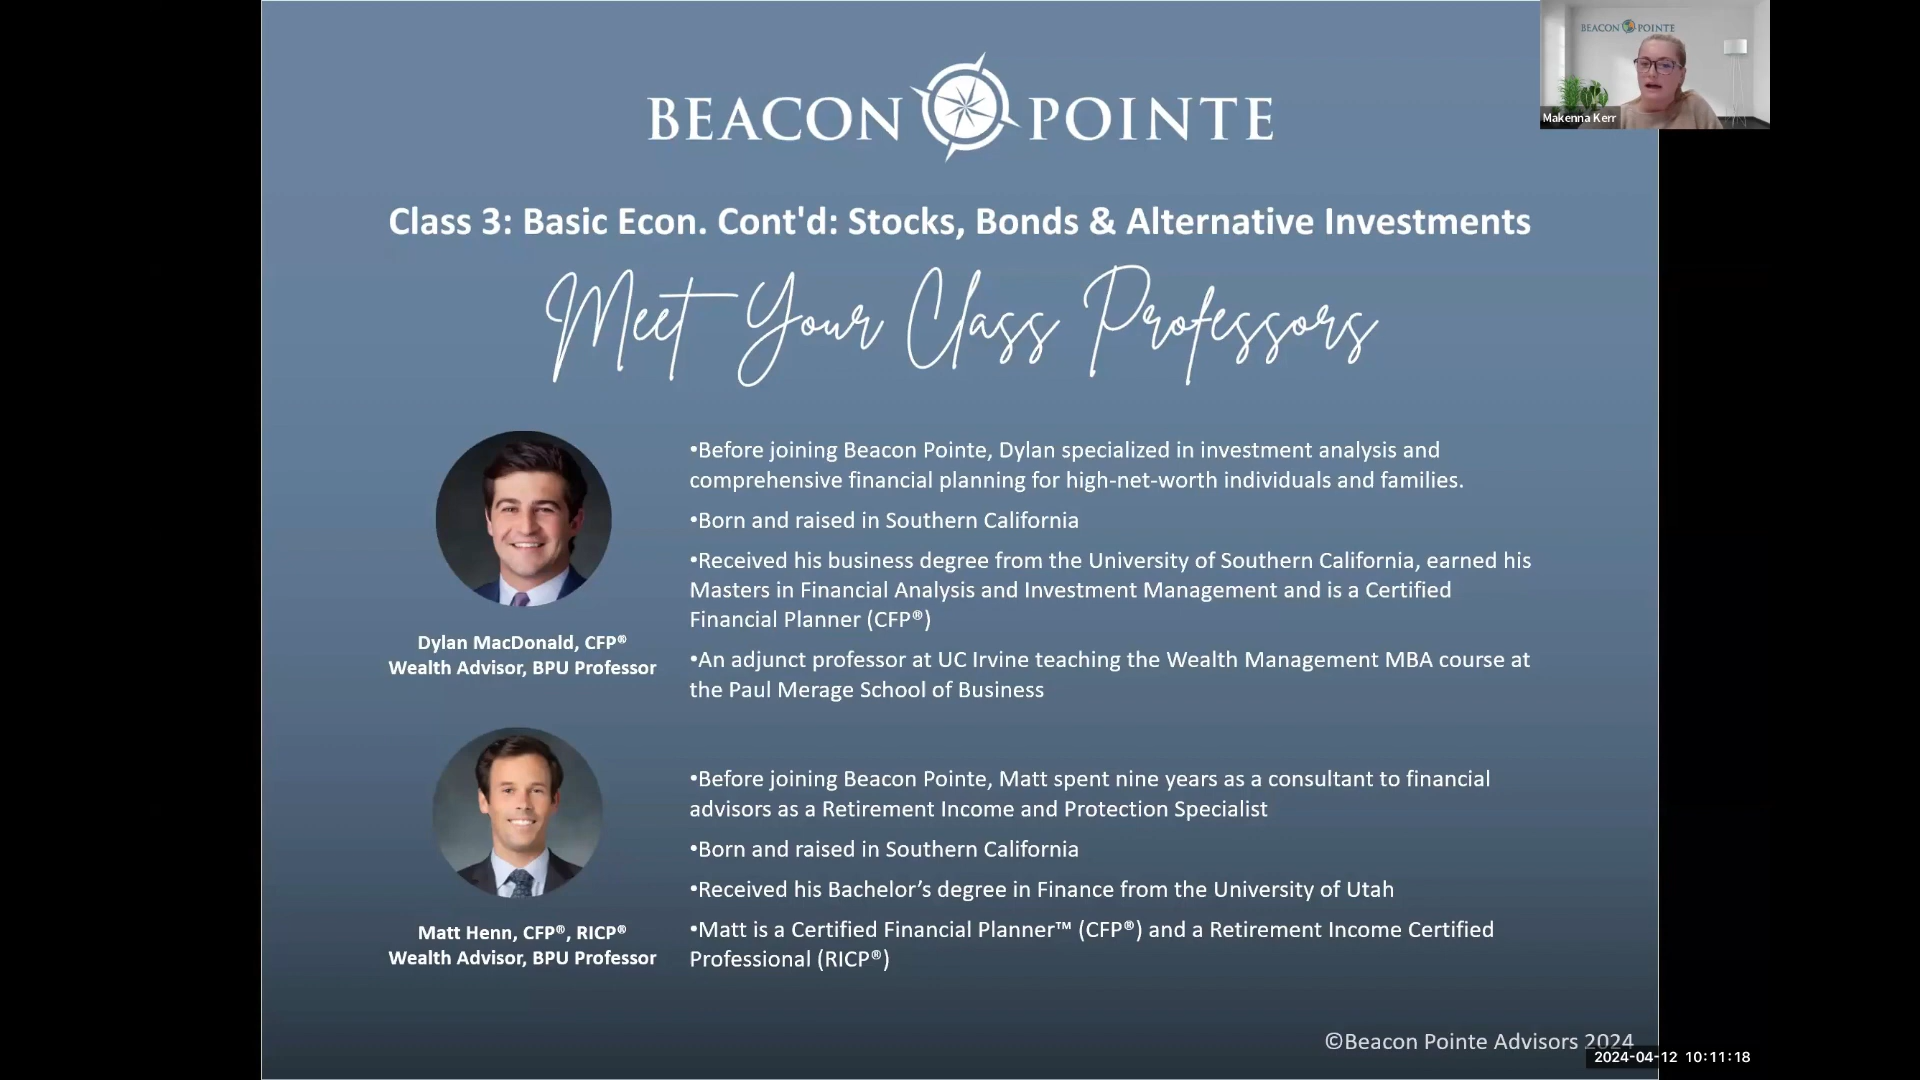 BEACON POINTE
BEACON POINTE
Makenna Kerr
Class 3: Basic Econ. Cont'd: Stocks, Bonds & Alternative Investments
Meet Your Class Professors
•Before joining Beacon Pointe, Dylan specialized in investment analysis and
comprehensive financial planning for high-net-worth individuals and families.
•Born and raised in Southern California
•Received his business degree from the University of Southern California, earned his
Masters in Financial Analysis and Investment Management and is a Certified
Financial Planner (CFP®)
•An adjunct professor at UC Irvine teaching the Wealth Management MBA course at
the Paul Merage School of Business
Dylan MacDonald, CFP®
Wealth Advisor, BPU Professor
•Before joining Beacon Pointe, Matt spent nine years as a consultant to financial
advisors as a Retirement Income and Protection Specialist
•Born and raised in Southern California
•Received his Bachelor’s degree in Finance from the University of Utah
•Matt is a Certified Financial Planner™ (CFP®) and a Retirement Income Certified
Professional (RICP®)
Matt Henn, CFP®, RICP®
Wealth Advisor, BPU Professor
©Beacon Pointe Advisors 2024
2024-04-12 10:11:18